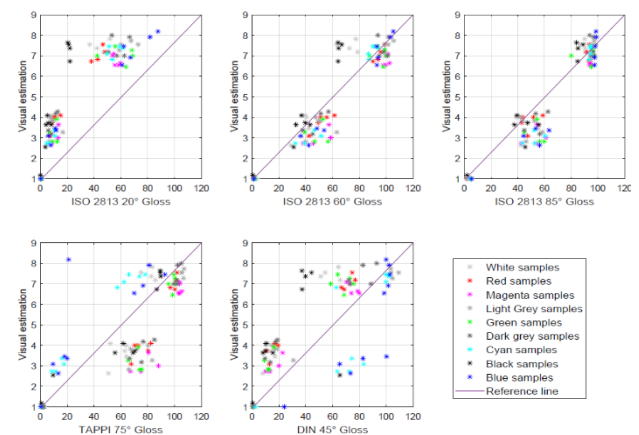 9
8
7
6
5
4
3
2
1
Visual estimation
0 20 40 60 80 100 120
ISO 2813 20° Gloss
9
8
7
6
5
4
3
2
1
Visual estimation
0 20 40 60 80 100 120
ISO 2813 60° Gloss
9
8
7
6
5
4
3
2
1
Visual estimation
0 20 40 60 80 100 120
ISO 2813 85° Gloss
9
8
7
6
5
4
3
2
1
Visual estimation
0 20 40 60 80 100 120
TAPPI 75° Gloss
9
8
7
6
5
4
3
2
1
Visual estimation
0 20 40 60 80 100 120
DIN 45° Gloss
White samples
Red samples
Magenta samples
Light Grey samples
Green samples
Dark grey samples
Cyan samples
Black samples
Blue samples
Reference line